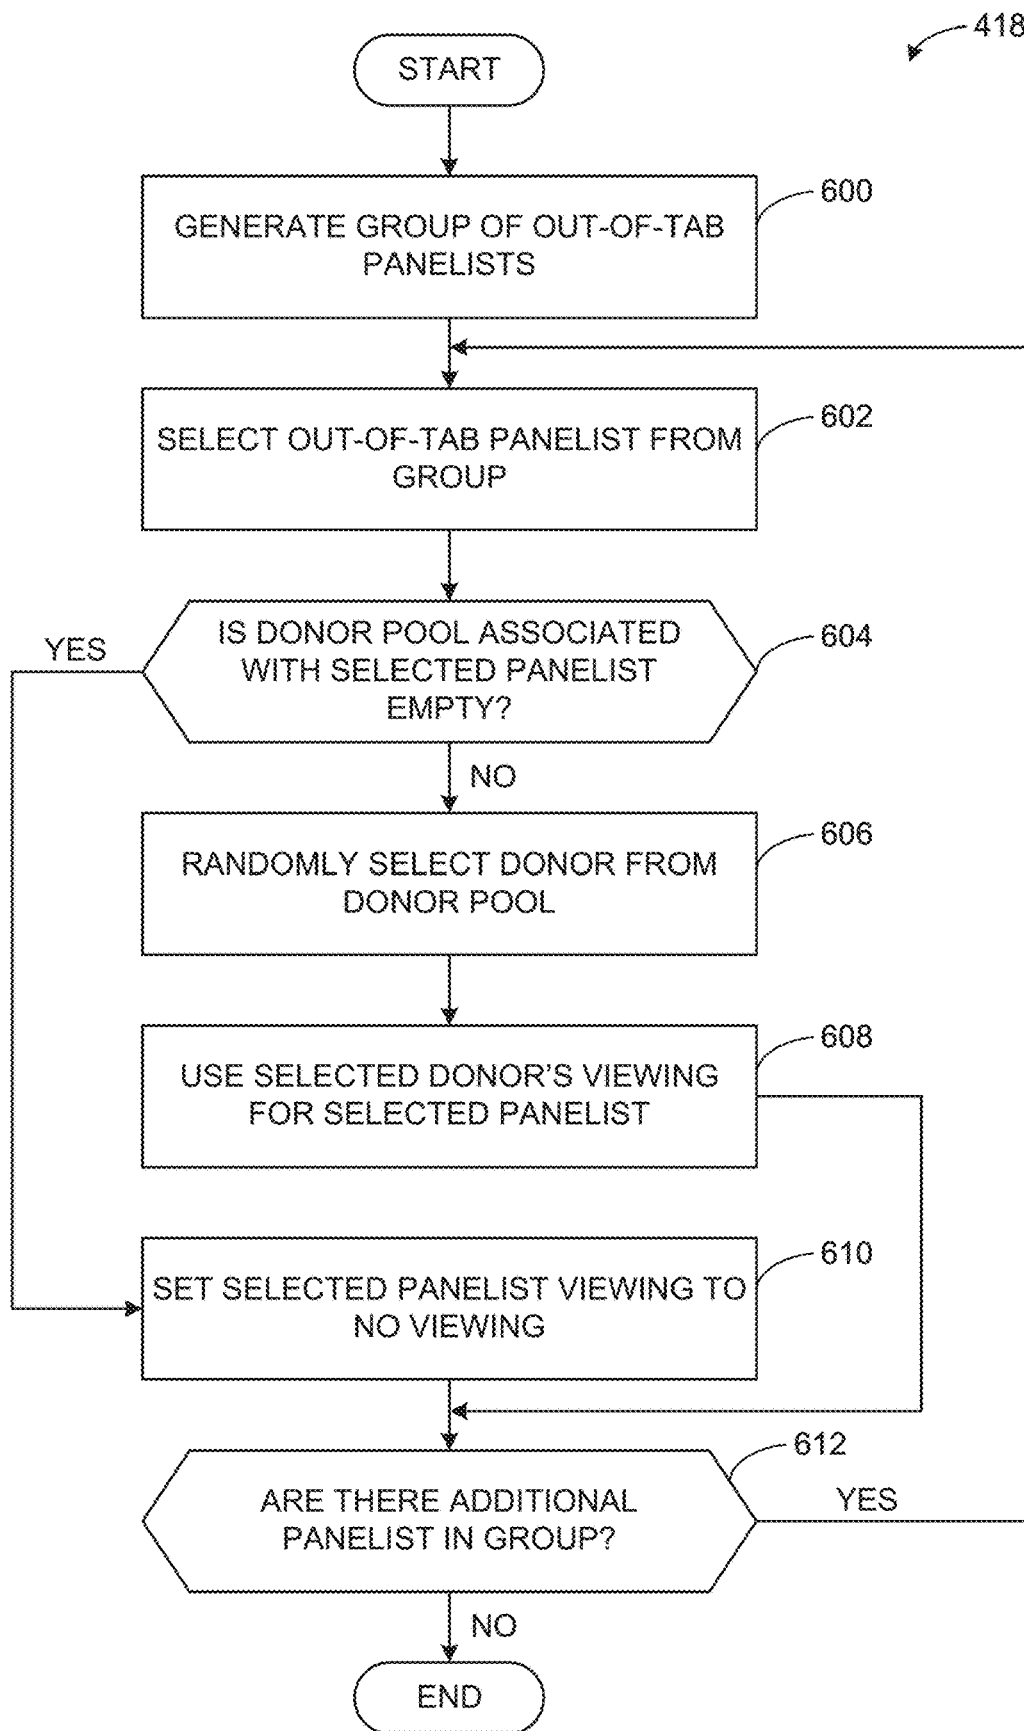 418
START
600
GENERATE GROUP OF OUT-OF-TAB
PANELISTS
602
SELECT OUT-OF-TAB PANELIST FROM
GROUP
604
IS DONOR POOL ASSOCIATED
WITH SELECTED PANELIST
EMPTY?
YES
NO
606
RANDOMLY SELECT DONOR FROM
DONOR POOL
608
USE SELECTED DONOR'S VIEWING
FOR SELECTED PANELIST
610
SET SELECTED PANELIST VIEWING TO
NO VIEWING
612
ARE THERE ADDITIONAL
PANELIST IN GROUP?
YES
NO
END